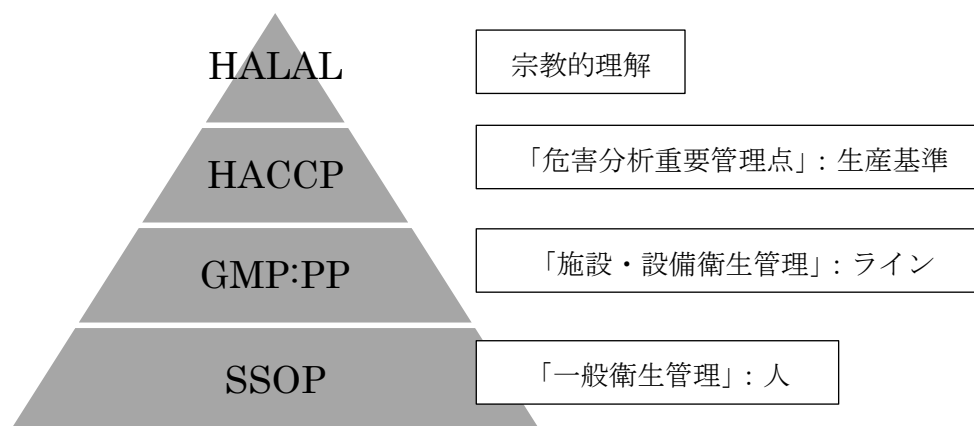 HALAL
宗教的理解
HACCP
「危害分析重要管理点」: 生産基準
GMP:PP
「施設・設備衛生管理」: ライン
SSOP
「一般衛生管理」: 人